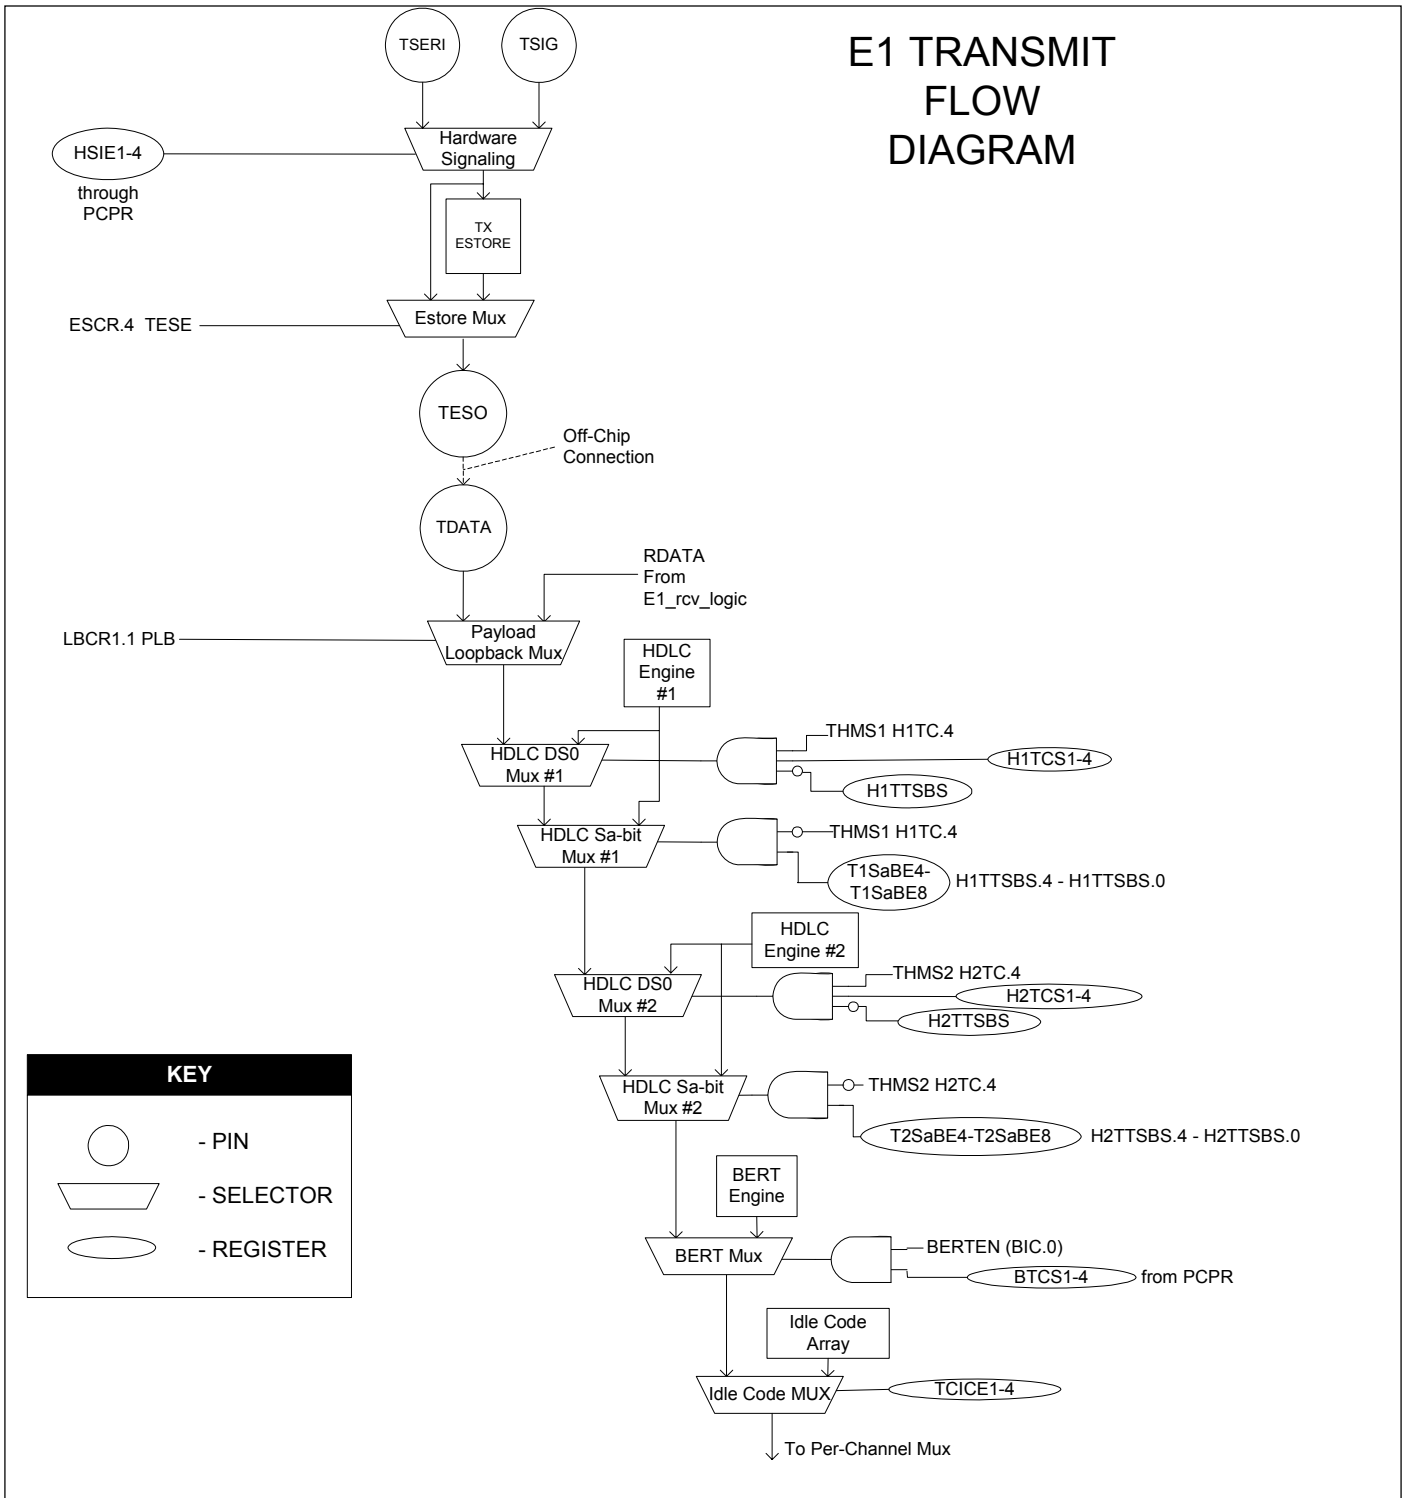 E1 TRANSMIT
FLOW
DIAGRAM
TSERI
TSIG
Hardware
Signaling
HSIE1-4
through
PCPR
TX
ESTORE
Estore Mux
ESCR.4 TESE
TESO
Off-Chip
Connection
TDATA
RDATA
From
E1_rcv_logic
LBCR1.1 PLB
Payload
Loopback Mux
HDLC
Engine
#1
HDLC DS0
Mux #1
THMS1 H1TC.4
H1TCS1-4
H1TTSBS
HDLC Sa-bit
Mux #1
THMS1 H1TC.4
T1SaBE4-
T1SaBE8
H1TTSBS.4 - H1TTSBS.0
HDLC
Engine #2
HDLC DS0
Mux #2
THMS2 H2TC.4
H2TCS1-4
H2TTSBS
HDLC Sa-bit
Mux #2
THMS2 H2TC.4
T2SaBE4-T2SaBE8
H2TTSBS.4 - H2TTSBS.0
BERT
Engine
BERT Mux
BERTEN (BIC.0)
BTCS1-4
from PCPR
Idle Code
Array
Idle Code MUX
TCICE1-4
To Per-Channel Mux
KEY
- PIN
- SELECTOR
- REGISTER